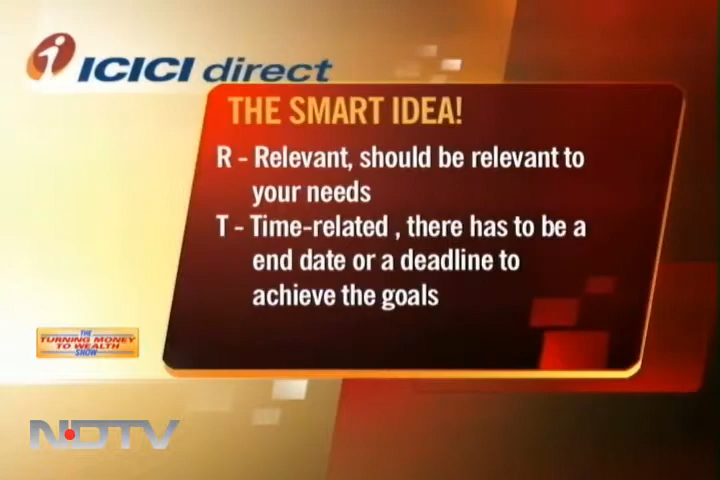 ICICI direct
THE SMART IDEA!
R - Relevant, should be relevant to
your needs
T - Time-related , there has to be a
end date or a deadline to
achieve the goals
THE
TURNING MONEY
TO WEALTH
SHOW
NDTV